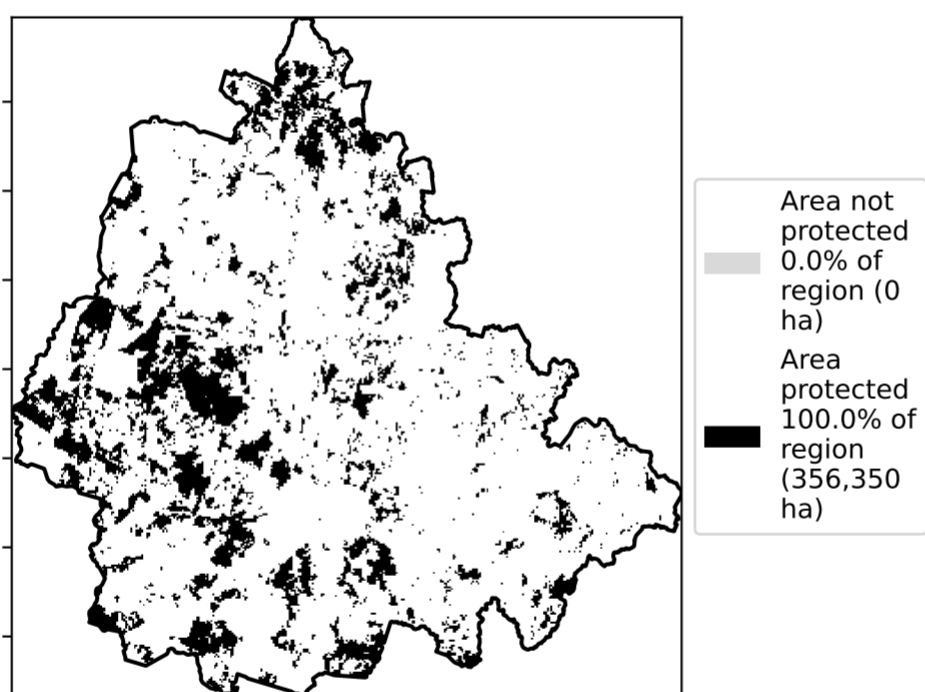 Area not
protected
0.0% of
region (0
ha)
Area
protected
100.0% of
region
(356,350
ha)